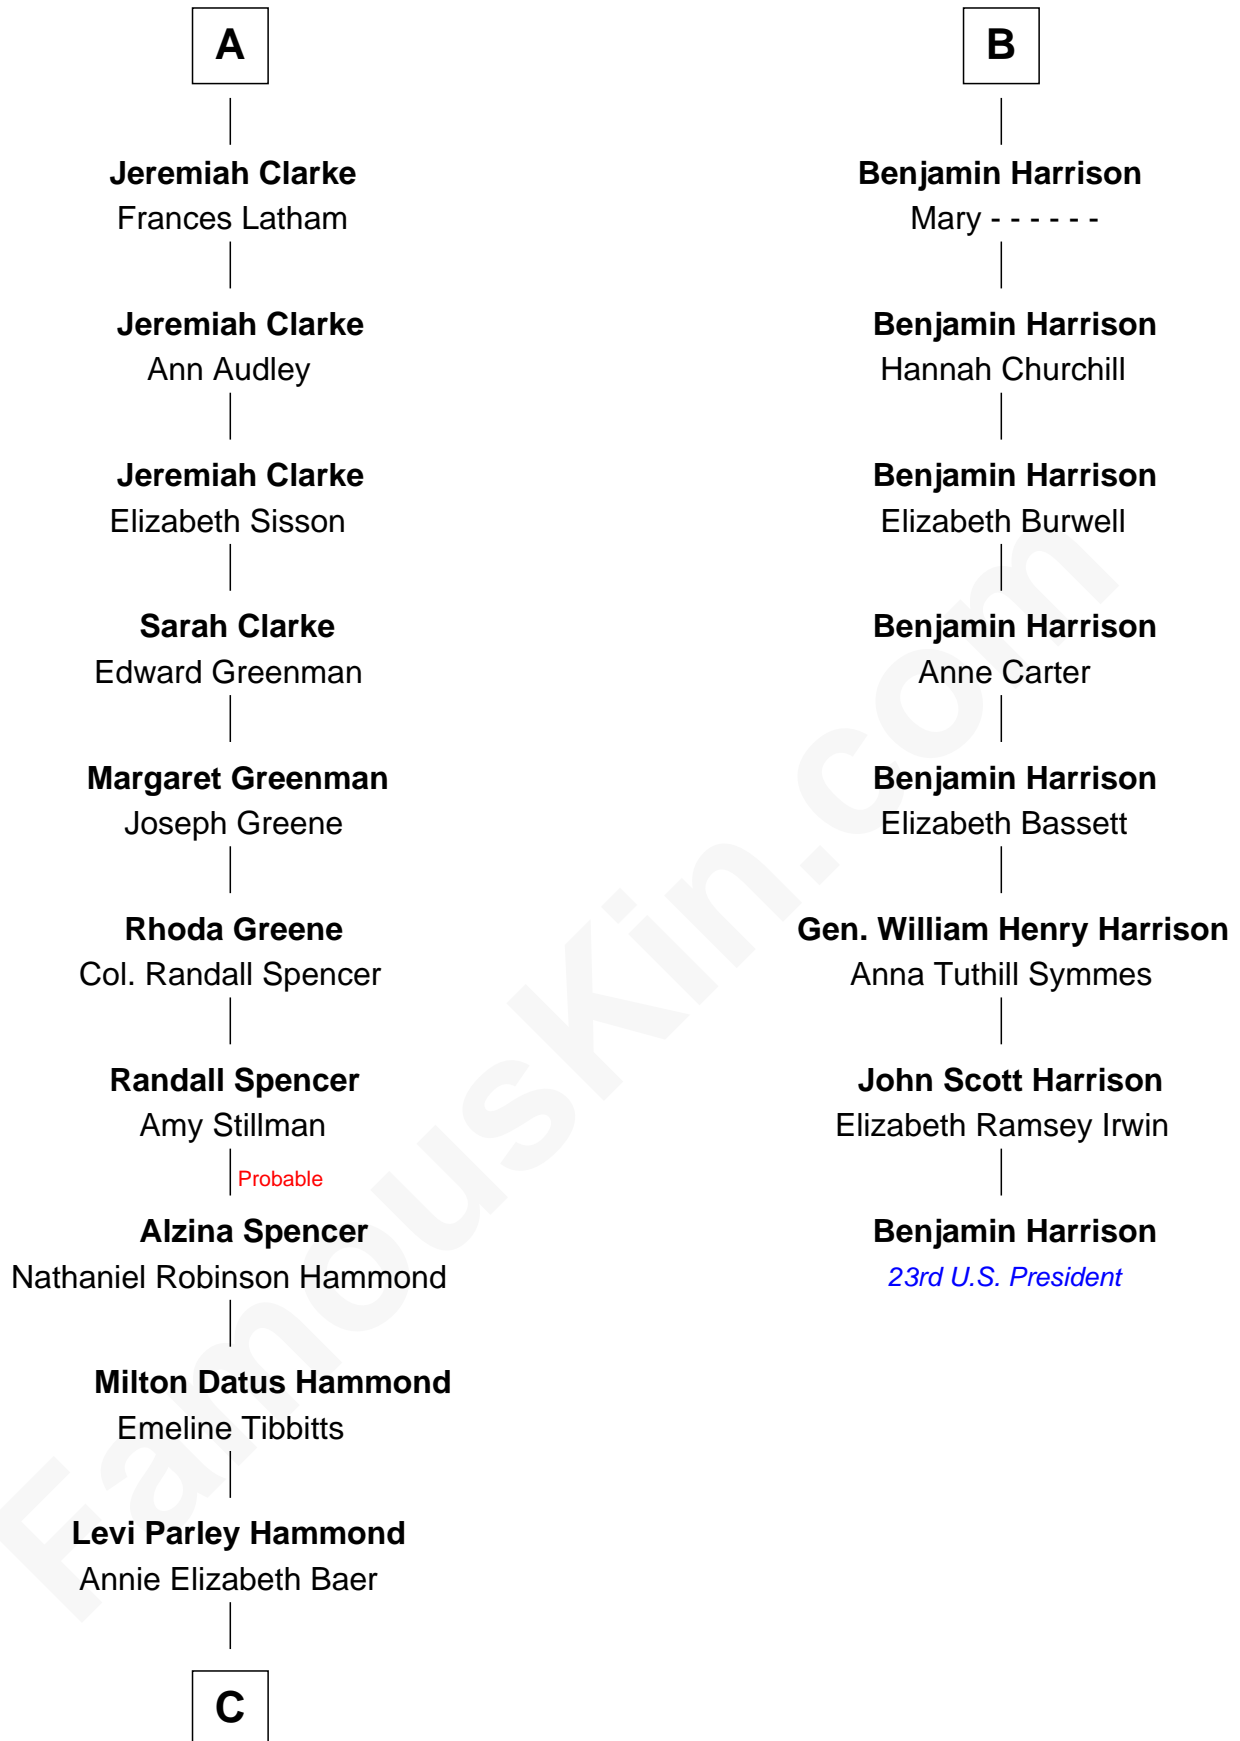 A
Jeremiah Clarke
Frances Latham
Jeremiah Clarke
Ann Audley
Jeremiah Clarke
Elizabeth Sisson
Sarah Clarke
Edward Greenman
Margaret Greenman
Joseph Greene
Rhoda Greene
Col. Randall Spencer
Randall Spencer
Amy Stillman
Probable
Alzina Spencer
Nathaniel Robinson Hammond
Milton Datus Hammond
Emeline Tibbitts
Levi Parley Hammond
Annie Elizabeth Baer
C
B
Benjamin Harrison
Mary - - - - - -
Benjamin Harrison
Hannah Churchill
Benjamin Harrison
Elizabeth Burwell
Benjamin Harrison
Anne Carter
Benjamin Harrison
Elizabeth Bassett
Gen. William Henry Harrison
Anna Tuthill Symmes
John Scott Harrison
Elizabeth Ramsey Irwin
Benjamin Harrison
23rd U.S. President
FamousKin.com